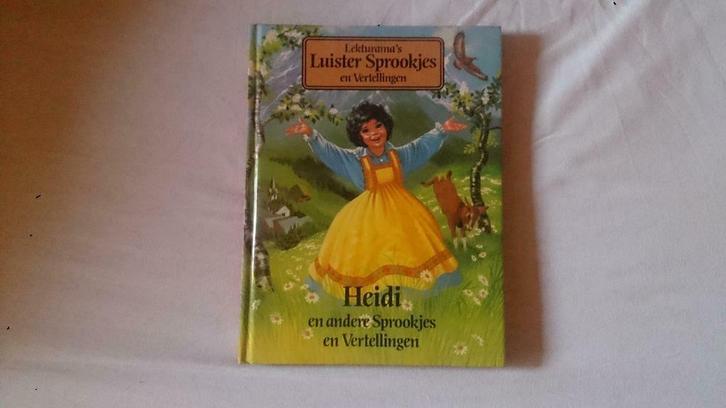 Lekturama's
Luister Sprookjes
en Vertellingen
Heidi
en andere Sprookjes
en Vertellingen